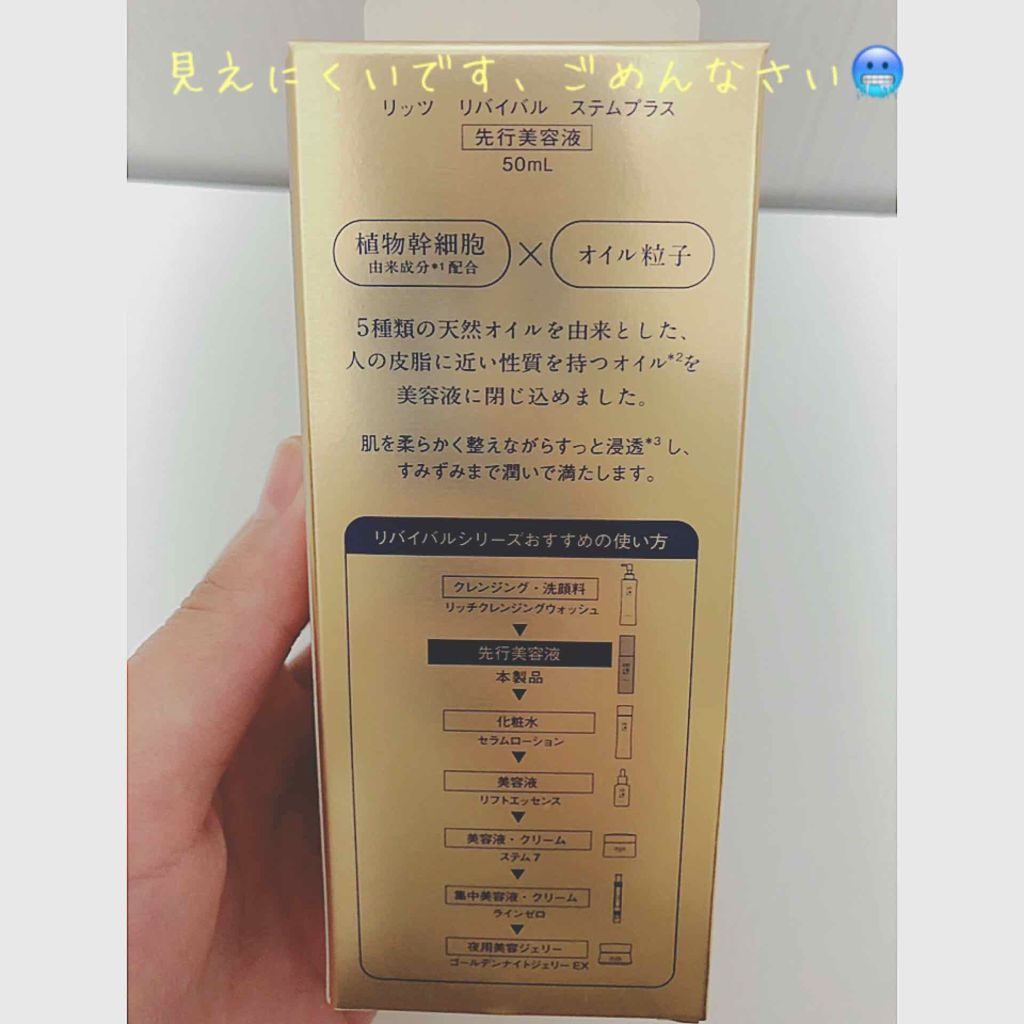 見えにくいです、ごめんなさい🥶
リッツ リバイバル ステムプラス
先行美容液
50mL
植物幹細胞
由来成分*1配合
×
オイル粒子
5種類の天然オイルを由来とした、
人の皮脂に近い性質を持つオイル*2を
美容液に閉じ込めました。
肌を柔らかく整えながらすっと浸透*3し、
すみずみまで潤いで満たします。
リバイバルシリーズおすすめの使い方
クレンジング・洗顔料
リッチクレンジングウォッシュ
▼
先行美容液
本製品
▼
化粧水
セラムローション
▼
美容液
リフトエッセンス
▼
美容液・クリーム
ステム7
▼
集中美容液・クリーム
ラインゼロ
▼
夜用美容ジェリー
ゴールデンナイトジェリーEX